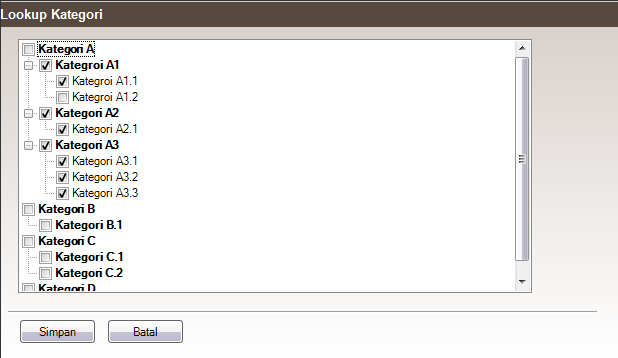 Lookup Kategori
Kategori A
Kategroi A1
Kategroi A1.1
Kategroi A1.2
Kategori A2
Kategori A2.1
Kategori A3
Kategori A3.1
Kategori A3.2
Kategori A3.3
Kategori B
Kategori B.1
Kategori C
Kategori C.1
Kategori C.2
Kategori D
Simpan Batal